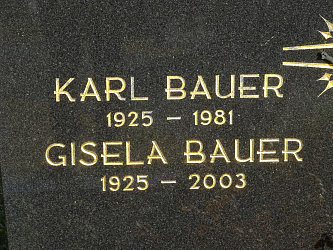 KARL BAUER
1925 – 1981
GISELA BAUER
1925 – 2003